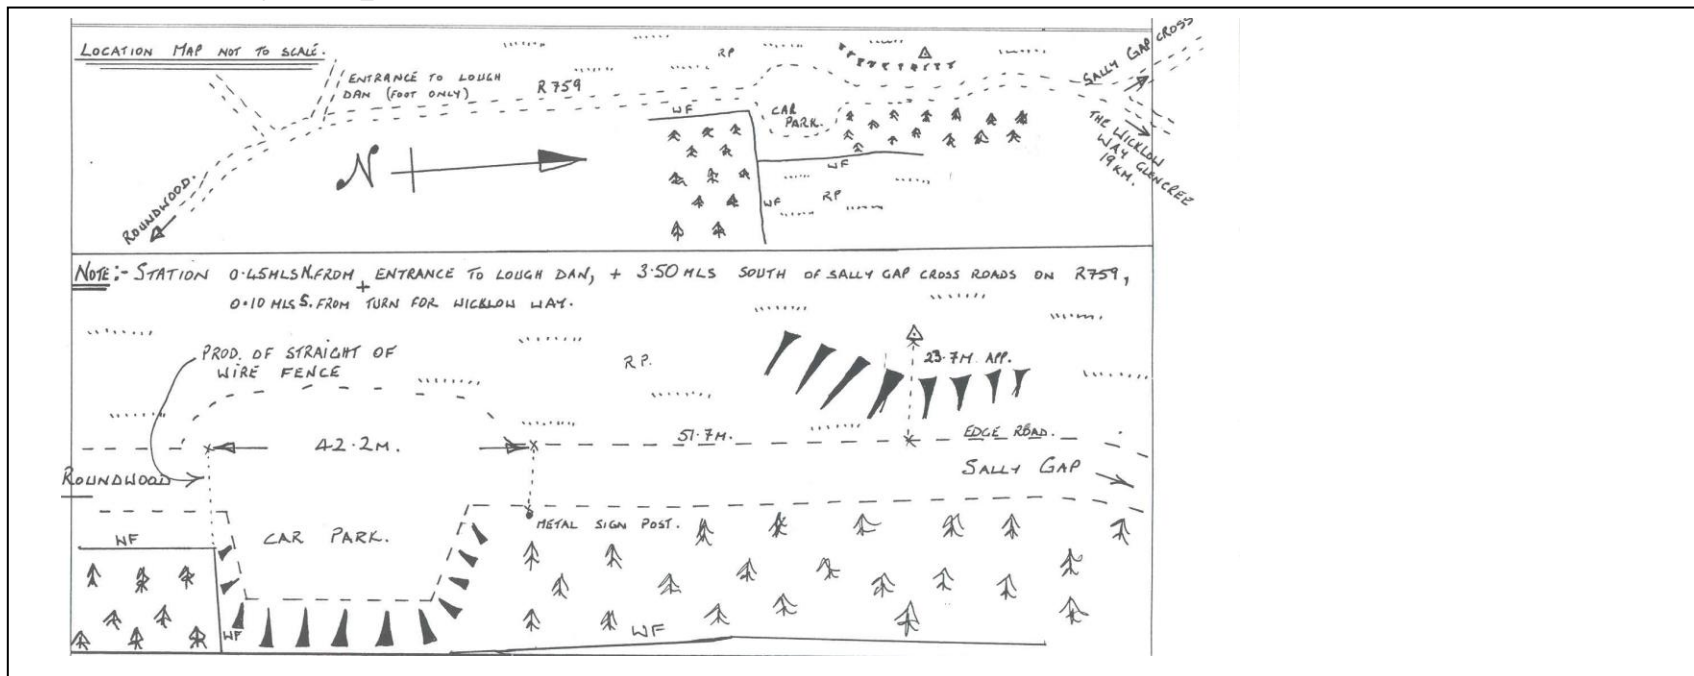 LOCATION MAP NOT TO SCALE.
ENTRANCE TO LOUGH
DAN (FOOT ONLY)
R759
RP
WF
CAR
PARK.
SALLY GAP CROSS
THE WICKLOW
WAY GLENCREE
19KM.
N
WF
WF
RP
ROUNDWOOD.
NOTE:- STATION 0.45MLS N. FROM ENTRANCE TO LOUGH DAN, + 3.50 MLS SOUTH OF SALLY GAP CROSS ROADS ON R759,
+ 0.10 MLS S. FROM TURN FOR WICKLOW WAY.
PROD. OF STRAIGHT OF
WIRE FENCE
R.P.
23.7M APP.
42.2M.
51.7M.
EDGE ROAD.
ROUNDWOOD
SALLY GAP
METAL SIGN POST.
WF
CAR PARK.
WF
WF